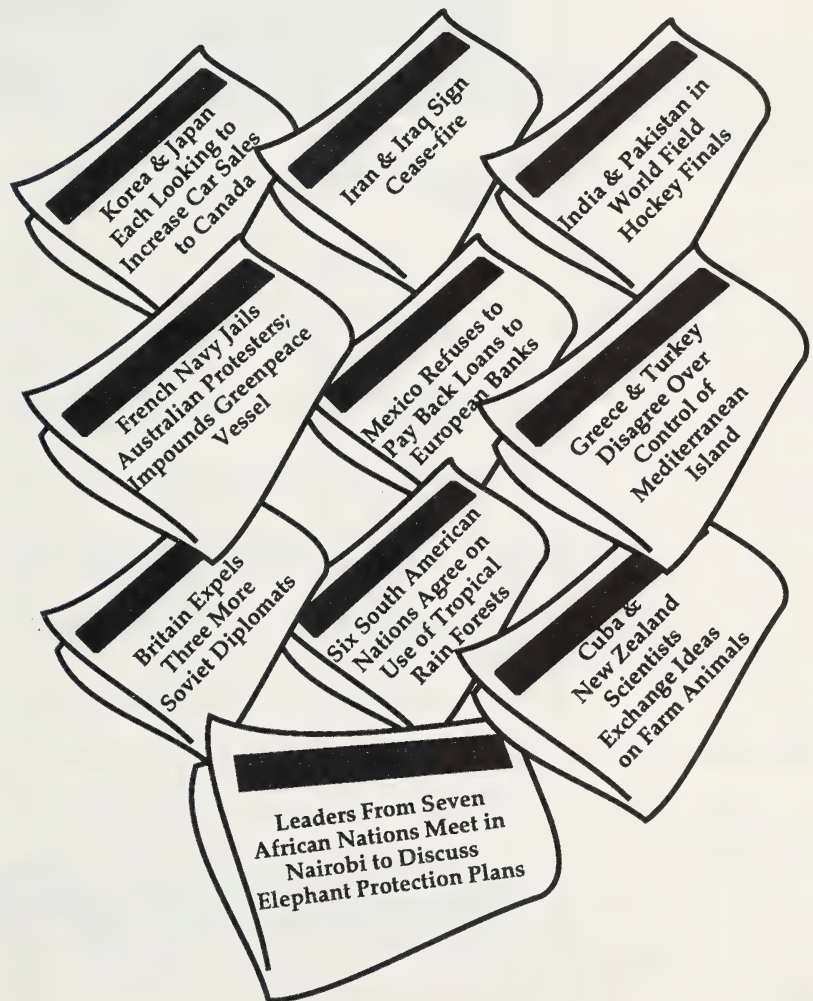 Korea & Japan
Each Looking to
Increase Car Sales
to Canada
Iran & Iraq Sign
Cease-fire
India & Pakistan in
World Field
Hockey Finals
French Navy Jails
Australian Protesters;
Impounds Greenpeace
Vessel
Mexico Refuses to
Pay Back Loans to
European Banks
Greece & Turkey
Disagree Over
Control of
Mediterranean
Island
Britain Expels
Three More
Soviet Diplomats
Six South American
Nations Agree on
Use of Tropical
Rain Forests
Cuba &
New Zealand
Scientists
Exchange Ideas
on Farm Animals
Leaders From Seven
African Nations Meet in
Nairobi to Discuss
Elephant Protection Plans